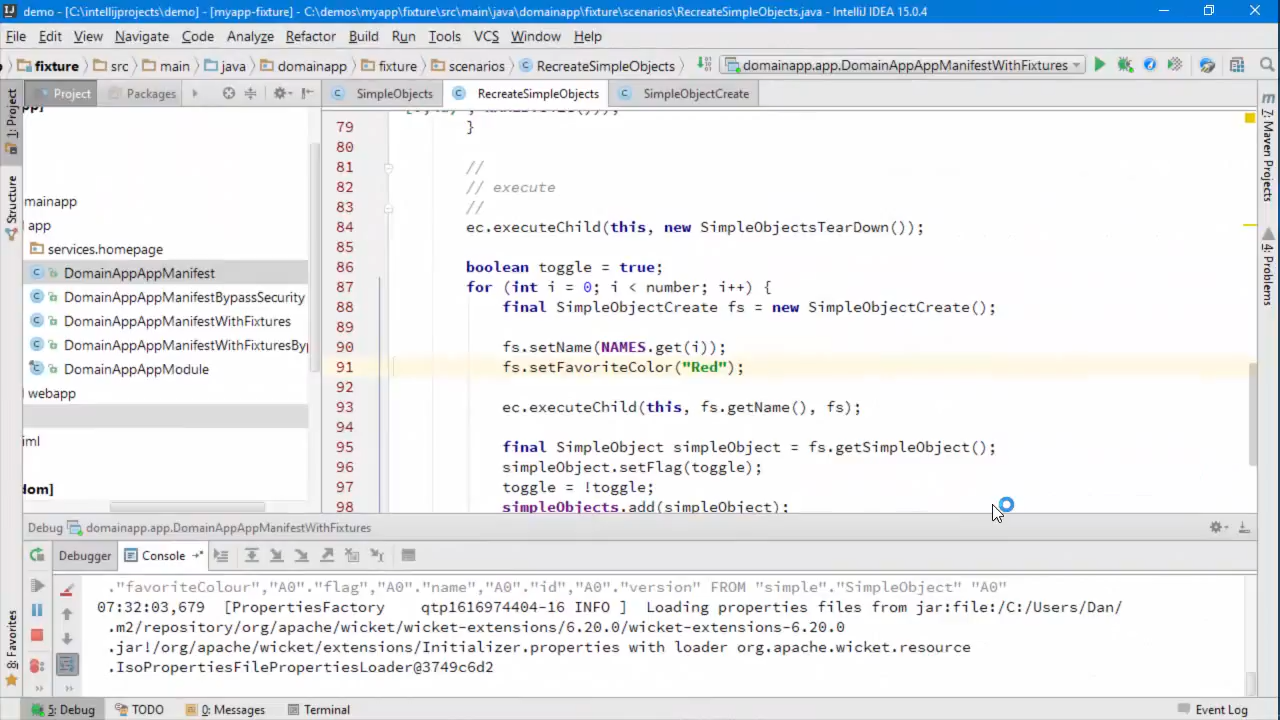 demo - [C:\intellijprojects\demo] - [myapp-fixture] - C:\demos\myapp\fixture\src\main\java\domainapp\fixture\scenarios\RecreateSimpleObjects.java - IntelliJ IDEA 15.0.4
File Edit View Navigate Code Analyze Refactor Build Run Tools VCS Window Help
fixture src main java domainapp fixture scenarios RecreateSimpleObjects domainapp.app.DomainAppAppManifestWithFixtures
1: Project
Structure
8: Favorites
Project Packages
mainapp
app
services.homepage
DomainAppAppManifest
DomainAppAppManifestBypassSecurity
DomainAppAppManifestWithFixtures
DomainAppAppManifestWithFixturesByp
DomainAppAppModule
webapp
ml
dom]
SimpleObjects RecreateSimpleObjects SimpleObjectCreate
79 }
80
81 //
82 // execute
83 //
84 ec.executeChild(this, new SimpleObjectsTearDown());
85
86 boolean toggle = true;
87 for (int i = 0; i < number; i++) {
88 final SimpleObjectCreate fs = new SimpleObjectCreate();
89
90 fs.setName(NAMES.get(i));
91 fs.setFavoriteColor("Red");
92
93 ec.executeChild(this, fs.getName(), fs);
94
95 final SimpleObject simpleObject = fs.getSimpleObject();
96 simpleObject.setFlag(toggle);
97 toggle = !toggle;
98 simpleObjects.add(simpleObject);
m Z: Maven Projects
4: Problems
Debug domainapp.app.DomainAppAppManifestWithFixtures
Debugger Console
."favoriteColour","A0"."flag","A0"."name","A0"."id","A0"."version" FROM "simple"."SimpleObject" "A0"
07:32:03,679 [PropertiesFactory qtp1616974404-16 INFO ] Loading properties files from jar:file:/C:/Users/Dan/
.m2/repository/org/apache/wicket/wicket-extensions/6.20.0/wicket-extensions-6.20.0
.jar!/org/apache/wicket/extensions/Initializer.properties with loader org.apache.wicket.resource
.IsoPropertiesFilePropertiesLoader@3749c6d2
5: Debug TODO 0: Messages Terminal Event Log